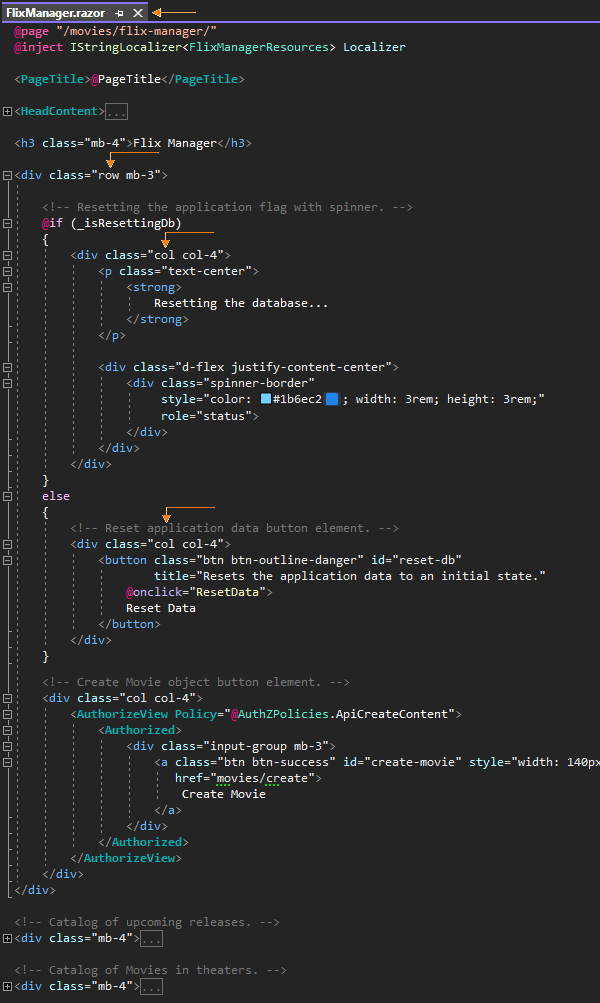 FlixManager.razor
@page "/movies/flix-manager/"
@inject IStringLocalizer<FlixManagerResources> Localizer
<PageTitle>@PageTitle</PageTitle>
<HeadContent>...
<h3 class="mb-4">Flix Manager</h3>
<div class="row mb-3">
<!-- Resetting the application flag with spinner. -->
@if (_isResettingDb)
{
<div class="col col-4">
<p class="text-center">
<strong>
Resetting the database...
</strong>
</p>
<div class="d-flex justify-content-center">
<div class="spinner-border"
style="color: #1b6ec2; width: 3rem; height: 3rem;"
role="status">
</div>
</div>
</div>
}
else
{
<!-- Reset application data button element. -->
<div class="col col-4">
<button class="btn btn-outline-danger" id="reset-db"
title="Resets the application data to an initial state."
@onclick="ResetData">
Reset Data
</button>
</div>
}
<!-- Create Movie object button element. -->
<div class="col col-4">
<AuthorizeView Policy="@AuthZPolicies.ApiCreateContent">
<Authorized>
<div class="input-group mb-3">
<a class="btn btn-success" id="create-movie" style="width: 140px
href="movies/create">
Create Movie
</a>
</div>
</Authorized>
</AuthorizeView>
</div>
</div>
<!-- Catalog of upcoming releases. -->
<div class="mb-4">...
<!-- Catalog of Movies in theaters. -->
<div class="mb-4">...